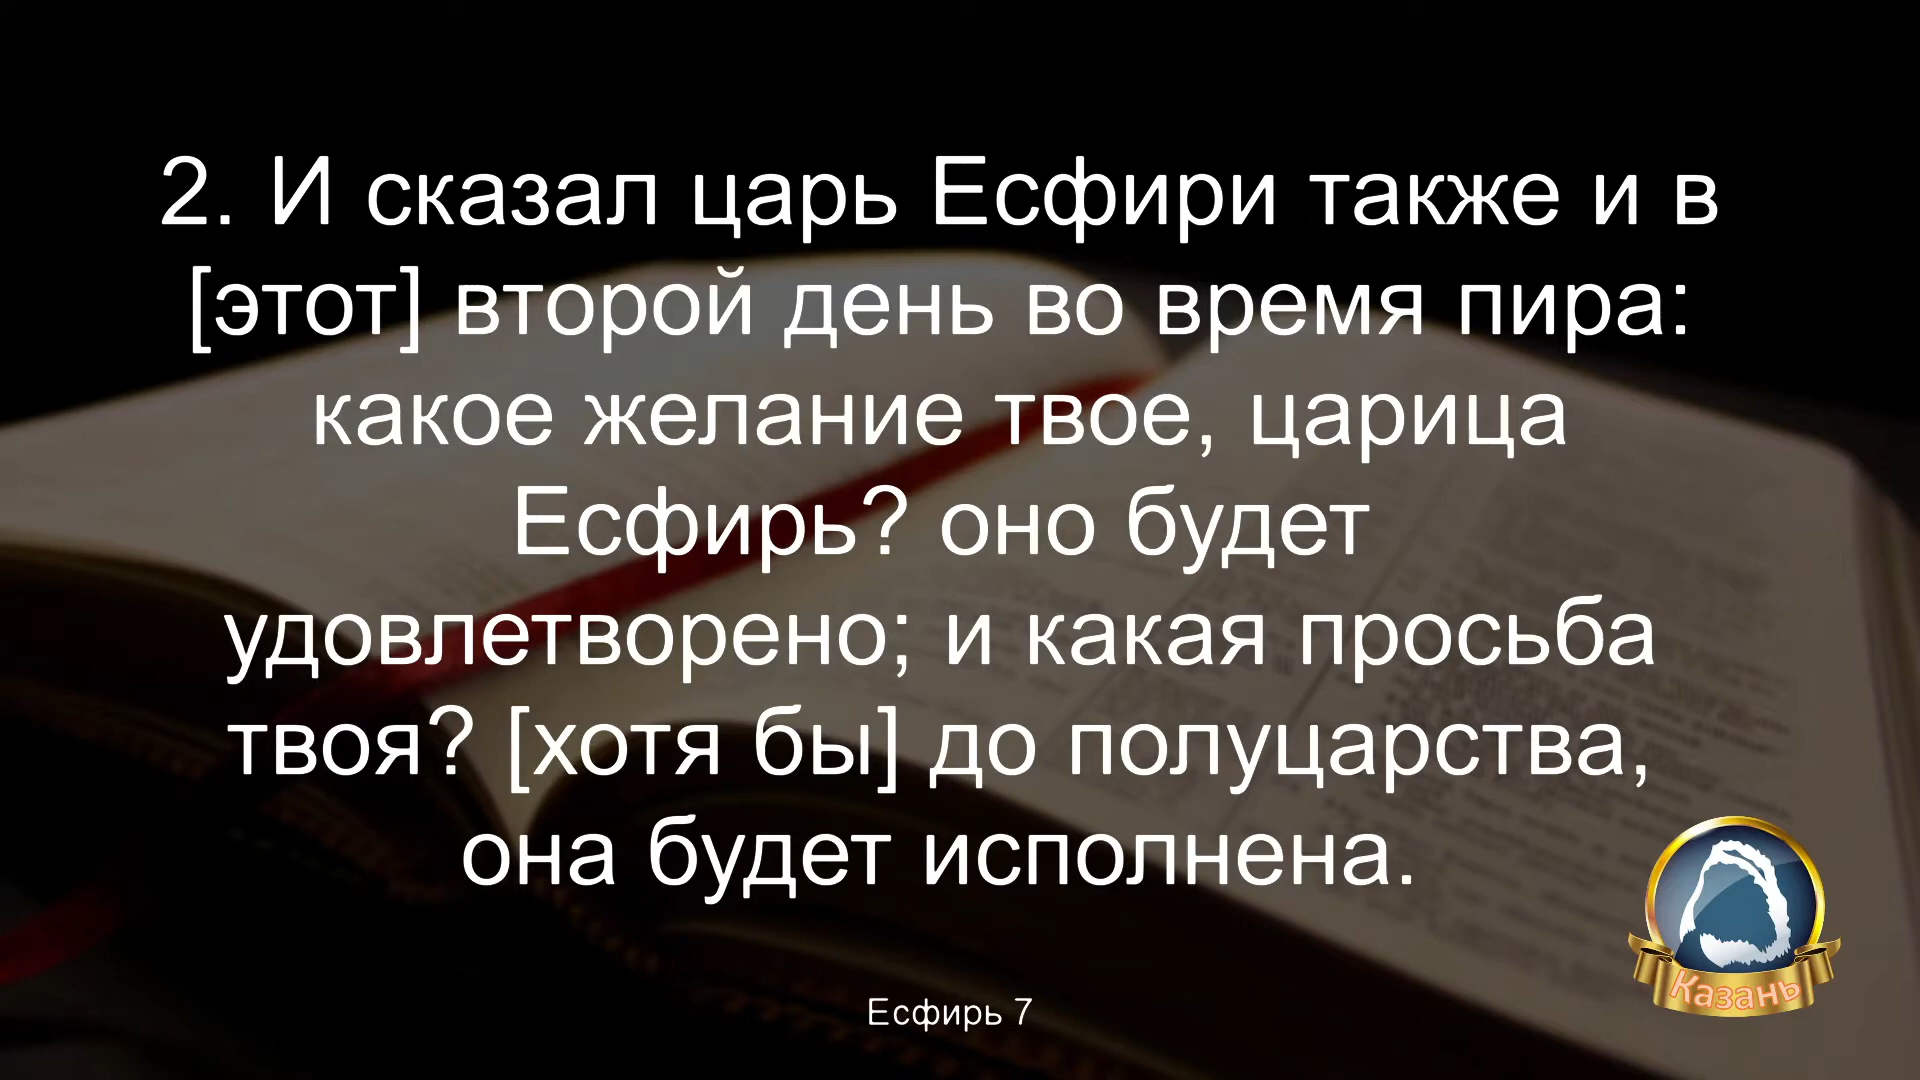 2. И сказал царь Есфири также и в
[этот] второй день во время пира:
какое желание твое, царица
Есфирь? оно будет
удовлетворено; и какая просьба
твоя? [хотя бы] до полуцарства,
она будет исполнена.
Казань
Есфирь 7